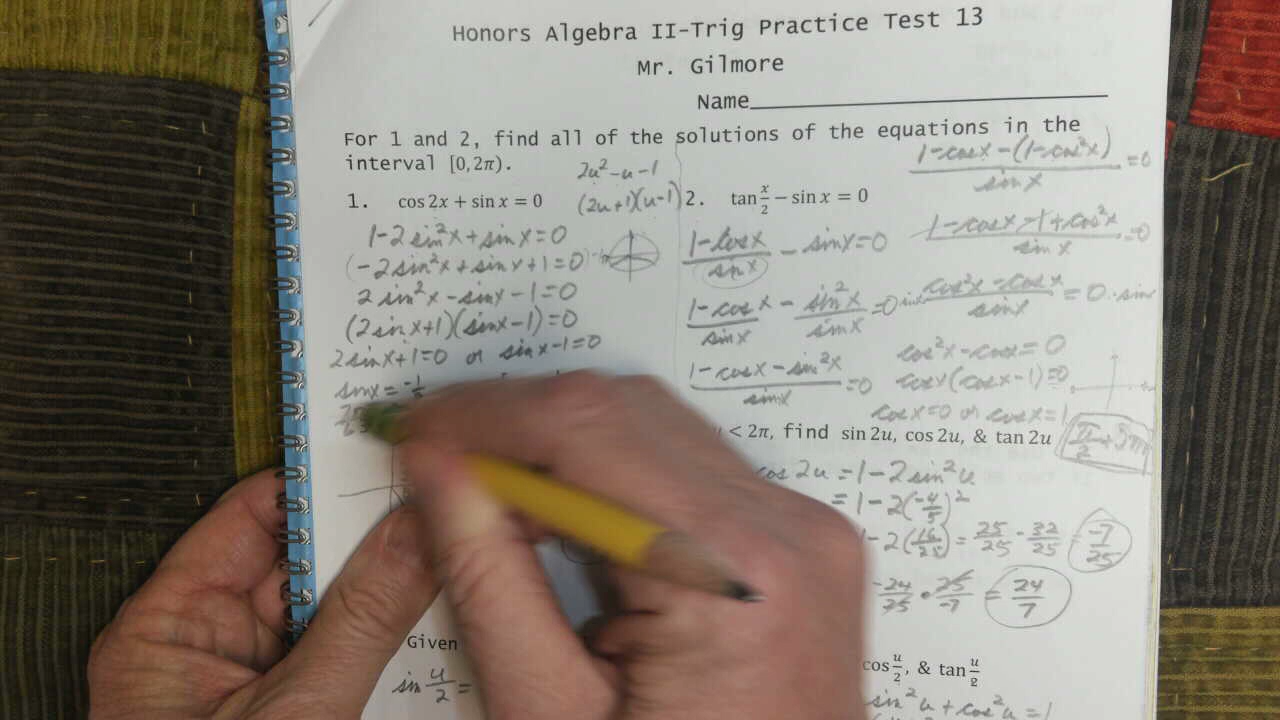 Honors Algebra II-Trig Practice Test 13
Mr. Gilmore
Name
For 1 and 2, find all of the solutions of the equations in the
interval [0,2π).
2u²-u-1
(2u+1)(u-1)
1. cos 2x + sin x = 0
1-2sin²x+sinx=0
(-2sin²x+sinx+1=0)
2sin²x-sinx-1=0
(2sinx+1)(sinx-1)=0
2sinx+1=0 or sinx-1=0
sinx=
2. tan x/2 − sin x = 0
1-cosx/sinx - sinx=0
1-cosx/sinx - sin²x/sinx=0
1-cosx-sin²x/sinx=0
1-cosx-(1-cos²x)/sinx=0
1-cosx-1+cos²x/sinx=0
sinx cos²x-cosx/sinx=0·sinx
cos²x-cosx=0
cosx(cosx-1)=0
cosx=0 or cosx=1
< 2π, find sin 2u, cos 2u, & tan 2u
cos 2u=1-2sin²u
=1-2(-4/5)²
1-2(16/25)=25/25-32/25=-7/25
-24/25·25/-7=24/7
Given
cos u/2, & tan u/2
sin u/2=
sin²u+cos²u=1